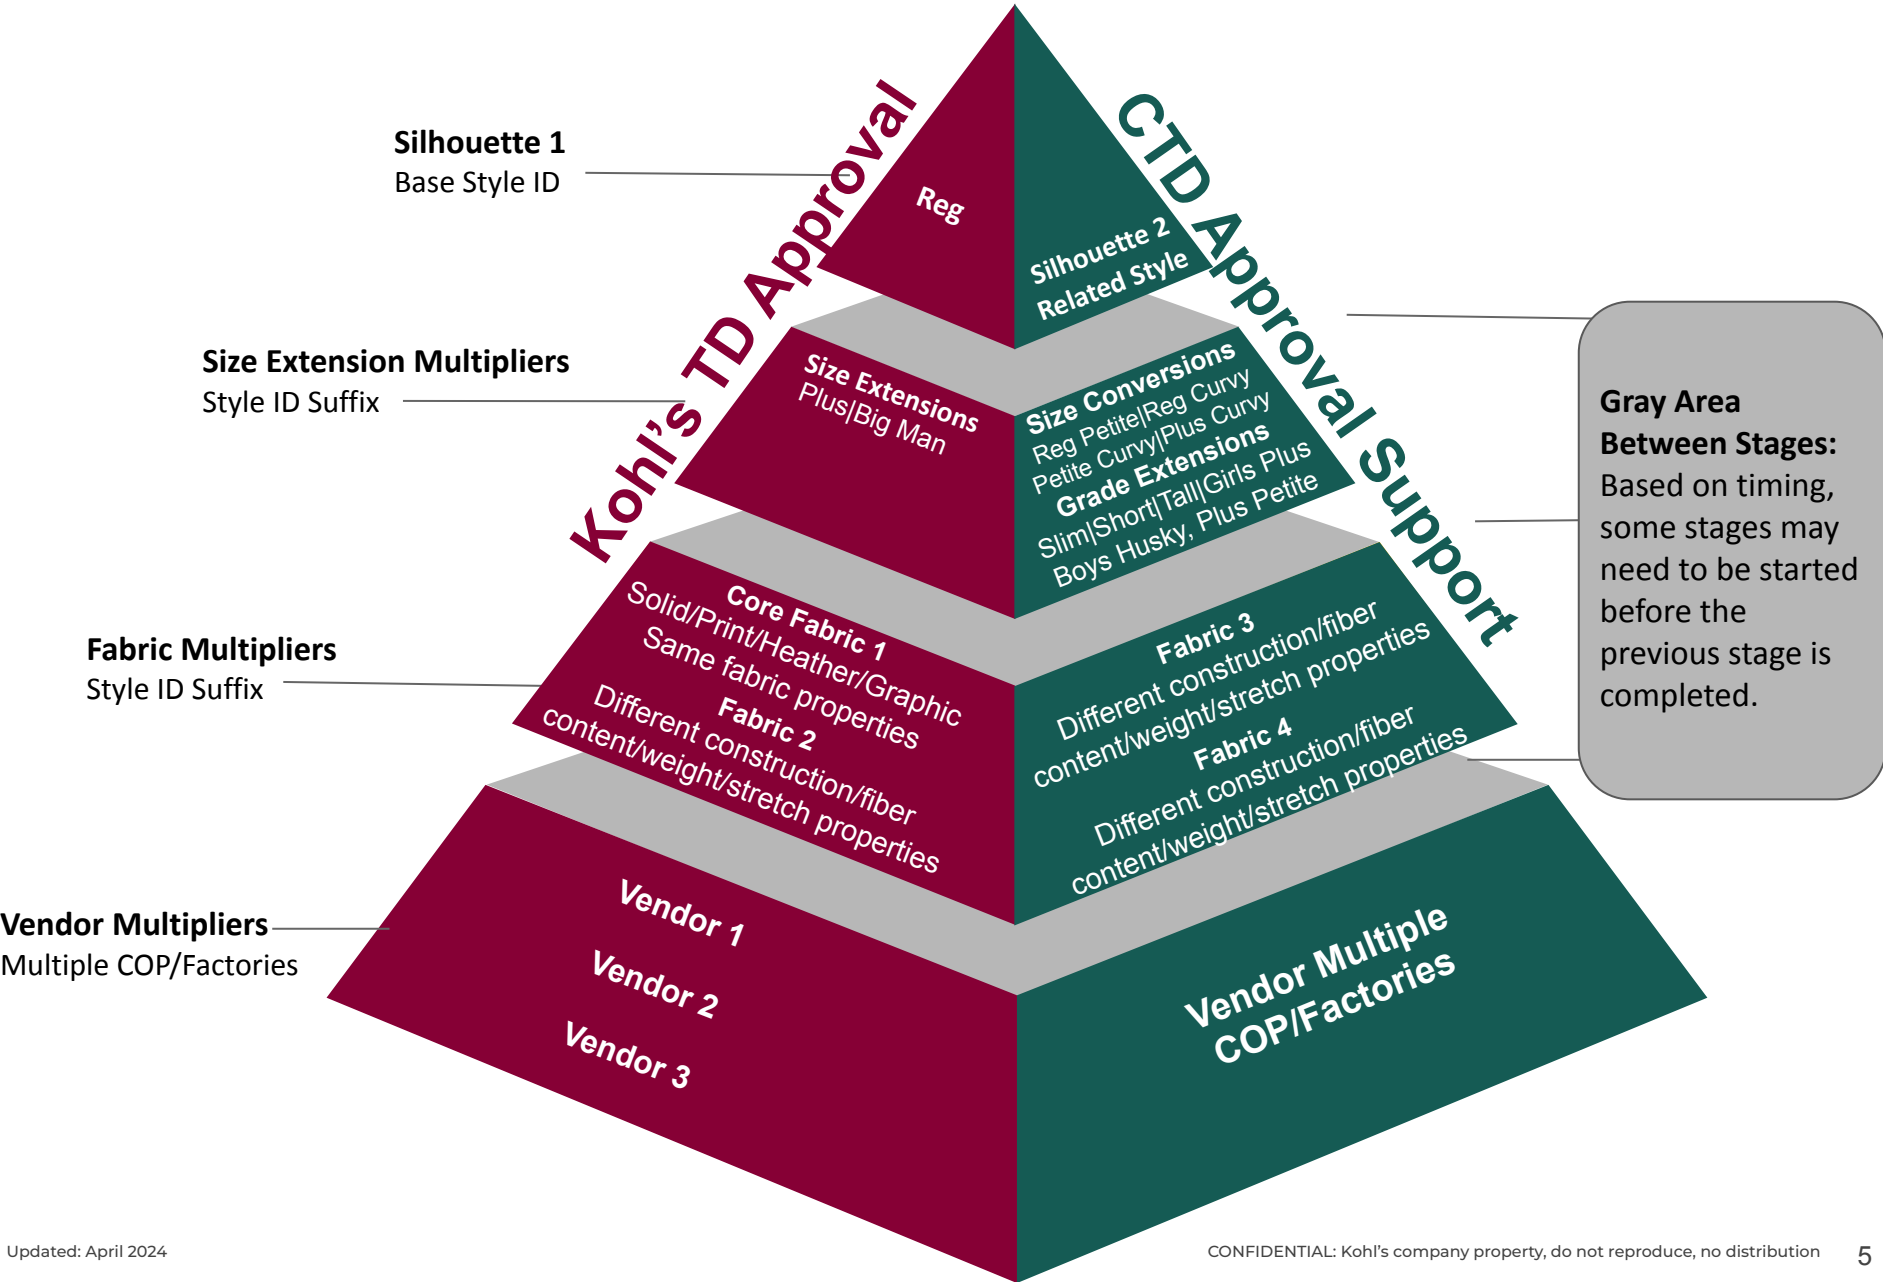 Kohl's TD Approval
CTD Approval Support
Silhouette 1
Base Style ID
Reg
Silhouette 2
Related Style
Size Extension Multipliers
Style ID Suffix
Size Extensions
Plus|Big Man
Size Conversions
Reg Petite|Reg Curvy
Petite Curvy|Plus Curvy
Grade Extensions
Slim|Short|Tall|Girls Plus
Boys Husky, Plus Petite
Gray Area
Between Stages:
Based on timing,
some stages may
need to be started
before the
previous stage is
completed.
Fabric Multipliers
Style ID Suffix
Core Fabric 1
Solid/Print/Heather/Graphic
Same fabric properties
Fabric 2
Different construction/fiber
content/weight/stretch properties
Fabric 3
Different construction/fiber
content/weight/stretch properties
Fabric 4
Different construction/fiber
content/weight/stretch properties
Vendor Multipliers
Multiple COP/Factories
Vendor 1
Vendor 2
Vendor 3
Vendor Multiple
COP/Factories
Updated: April 2024
CONFIDENTIAL: Kohl's company property, do not reproduce, no distribution
5